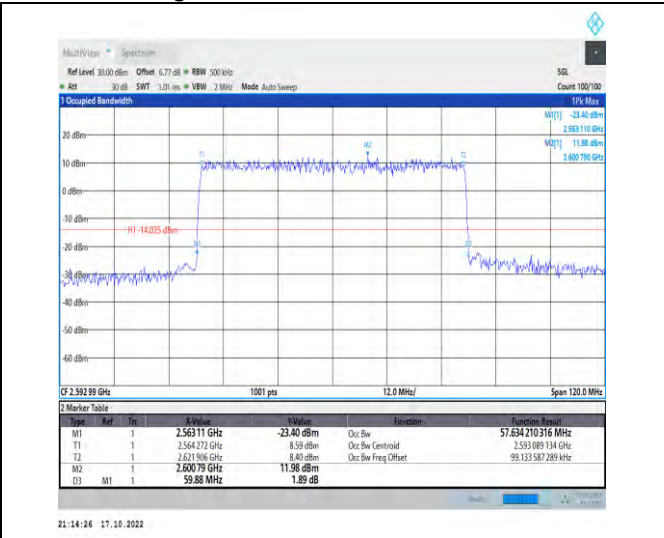 MultiView Spectrum
Ref Level 30.00 dBm Offset 6.77 dB RBW 500 kHz SGL
Att 30 dB SWT 1.01 ms VBW 2 MHz Mode Auto Sweep Count 100/100
1 Occupied Bandwidth 1Pk Max
M1[1] -23.40 dBm
2.563 110 GHz
20 dBm
M2[1] 11.98 dBm
2.600 790 GHz
M2
T1 T2
10 dBm
0 dBm
-10 dBm
H1 -14.025 dBm
-20 dBm
M1 D3
-30 dBm
-40 dBm
-50 dBm
-60 dBm
CF 2.592 99 GHz 1001 pts 12.0 MHz/ Span 120.0 MHz
2 Marker Table
Type Ref Trc X-Value Y-Value Function Function Result
M1 1 2.563 11 GHz -23.40 dBm Occ Bw 57.634 210 316 MHz
T1 1 2.564 272 GHz 8.59 dBm Occ Bw Centroid 2.593 089 134 GHz
T2 1 2.621 906 GHz 8.40 dBm Occ Bw Freq Offset 99.133 587 289 kHz
M2 1 2.600 79 GHz 11.98 dBm
D3 M1 1 59.88 MHz 1.89 dB
21:14:26 17.10.2022